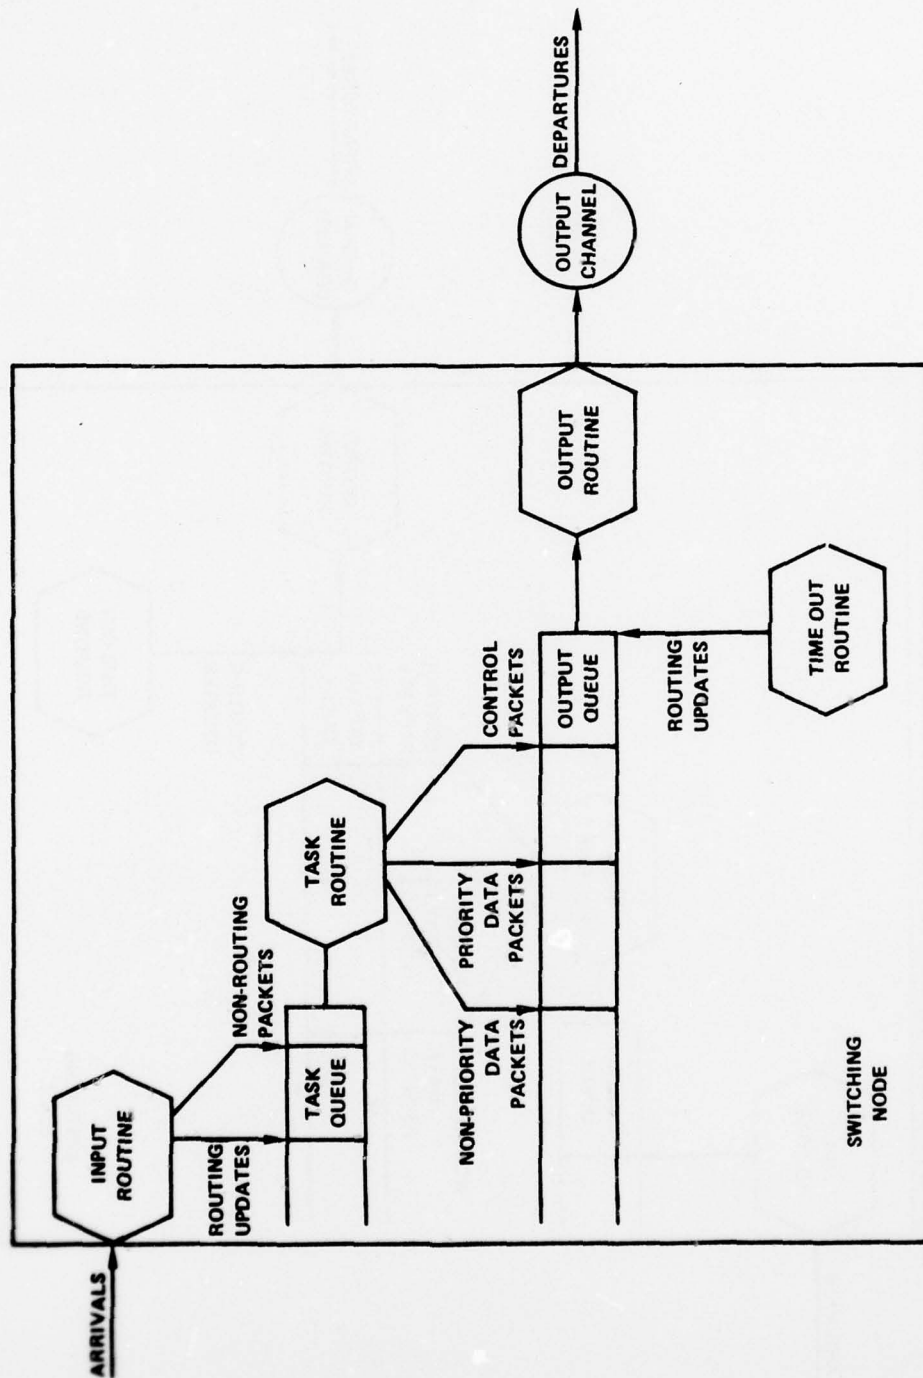 ARRIVALS
INPUT
ROUTINE
ROUTING
UPDATES
NON-ROUTING
PACKETS
TASK
QUEUE
TASK
ROUTINE
NON-PRIORITY
DATA
PACKETS
PRIORITY
DATA
PACKETS
CONTROL
PACKETS
OUTPUT
QUEUE
ROUTING
UPDATES
TIME OUT
ROUTINE
OUTPUT
ROUTINE
OUTPUT
CHANNEL
DEPARTURES
SWITCHING
NODE